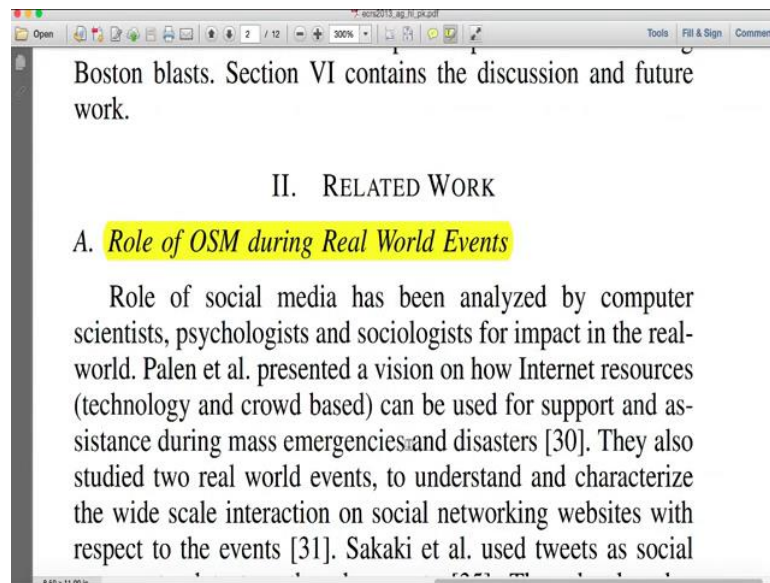 ecrs2013_ag_hl_pk.pdf
Open 2 / 12 300% Tools Fill & Sign Commen
Boston blasts. Section VI contains the discussion and future
work.
II. RELATED WORK
A. Role of OSM during Real World Events
Role of social media has been analyzed by computer
scientists, psychologists and sociologists for impact in the real-
world. Palen et al. presented a vision on how Internet resources
(technology and crowd based) can be used for support and as-
sistance during mass emergencies and disasters [30]. They also
studied two real world events, to understand and characterize
the wide scale interaction on social networking websites with
respect to the events [31]. Sakaki et al. used tweets as social